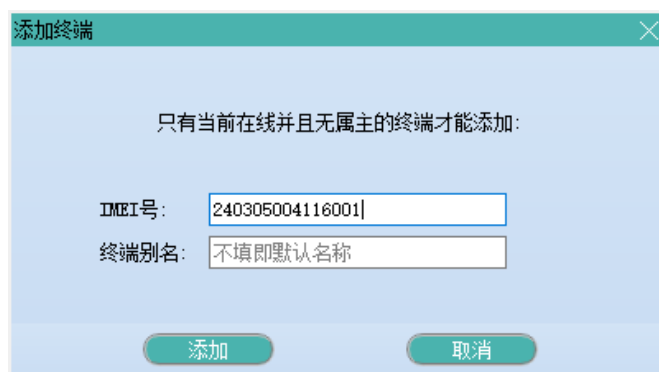 添加终端
只有当前在线并且无属主的终端才能添加:
IMEI号: 240305004116001
终端别名: 不填即默认名称
添加 取消